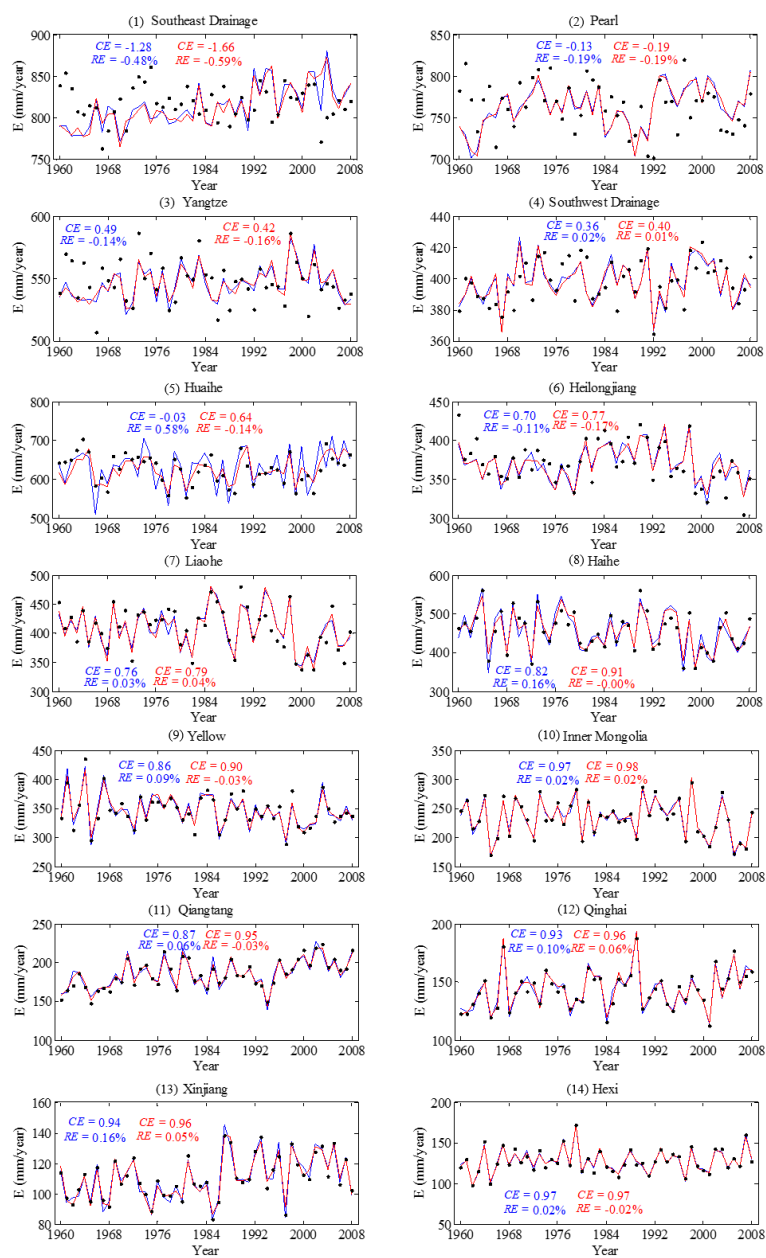 (1) Southeast Drainage
(2) Pearl
CE = -1.28 CE = -1.66
RE = -0.48% RE = -0.59%
CE = -0.13 CE = -0.19
RE = -0.19% RE = -0.19%
E (mm/year)
900
850
800
750
1960 1968 1976 1984 1992 2000 2008
Year
E (mm/year)
850
800
750
700
1960 1968 1976 1984 1992 2000 2008
Year
(3) Yangtze
(4) Southwest Drainage
CE = 0.49 CE = 0.42
RE = -0.14% RE = -0.16%
CE = 0.36 CE = 0.40
RE = 0.02% RE = 0.01%
E (mm/year)
600
550
500
1960 1968 1976 1984 1992 2000 2008
Year
E (mm/year)
440
420
400
380
360
1960 1968 1976 1984 1992 2000 2008
Year
(5) Huaihe
(6) Heilongjiang
CE = -0.03 CE = 0.64
RE = 0.58% RE = -0.14%
CE = 0.70 CE = 0.77
RE = -0.11% RE = -0.17%
E (mm/year)
800
700
600
500
1960 1968 1976 1984 1992 2000 2008
Year
E (mm/year)
450
400
350
300
1960 1968 1976 1984 1992 2000 2008
Year
(7) Liaohe
(8) Haihe
E (mm/year)
500
450
400
350
300
CE = 0.76 CE = 0.79
RE = 0.03% RE = 0.04%
1960 1968 1976 1984 1992 2000 2008
Year
E (mm/year)
600
500
400
300
CE = 0.82 CE = 0.91
RE = 0.16% RE = -0.00%
1960 1968 1976 1984 1992 2000 2008
Year
(9) Yellow
(10) Inner Mongolia
CE = 0.86 CE = 0.90
RE = 0.09% RE = -0.03%
CE = 0.97 CE = 0.98
RE = 0.02% RE = 0.02%
E (mm/year)
450
400
350
300
250
1960 1968 1976 1984 1992 2000 2008
Year
E (mm/year)
350
300
250
200
150
1960 1968 1976 1984 1992 2000 2008
Year
(11) Qiangtang
(12) Qinghai
CE = 0.87 CE = 0.95
RE = 0.06% RE = -0.03%
CE = 0.93 CE = 0.96
RE = 0.10% RE = 0.06%
E (mm/year)
250
200
150
100
1960 1968 1976 1984 1992 2000 2008
Year
E (mm/year)
200
150
100
1960 1968 1976 1984 1992 2000 2008
Year
(13) Xinjiang
(14) Hexi
CE = 0.94 CE = 0.96
RE = 0.16% RE = 0.05%
E (mm/year)
160
140
120
100
80
1960 1968 1976 1984 1992 2000 2008
Year
E (mm/year)
200
150
100
50
CE = 0.97 CE = 0.97
RE = 0.02% RE = -0.02%
1960 1968 1976 1984 1992 2000 2008
Year